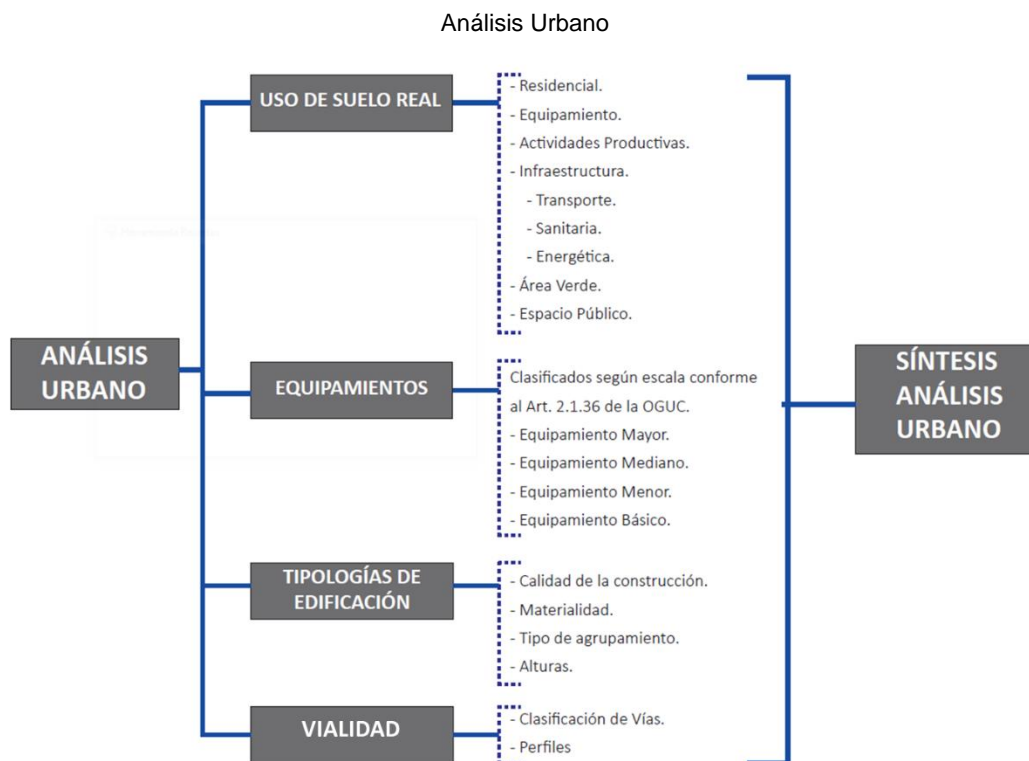 Análisis Urbano
ANÁLISIS
URBANO
USO DE SUELO REAL
- Residencial.
- Equipamiento.
- Actividades Productivas.
- Infraestructura.
- Transporte.
- Sanitaria.
- Energética.
- Área Verde.
- Espacio Público.
EQUIPAMIENTOS
Clasificados según escala conforme
al Art. 2.1.36 de la OGUC.
- Equipamiento Mayor.
- Equipamiento Mediano.
- Equipamiento Menor.
- Equipamiento Básico.
TIPOLOGÍAS DE
EDIFICACIÓN
- Calidad de la construcción.
- Materialidad.
- Tipo de agrupamiento.
- Alturas.
VIALIDAD
- Clasificación de Vías.
- Perfiles
SÍNTESIS
ANÁLISIS
URBANO